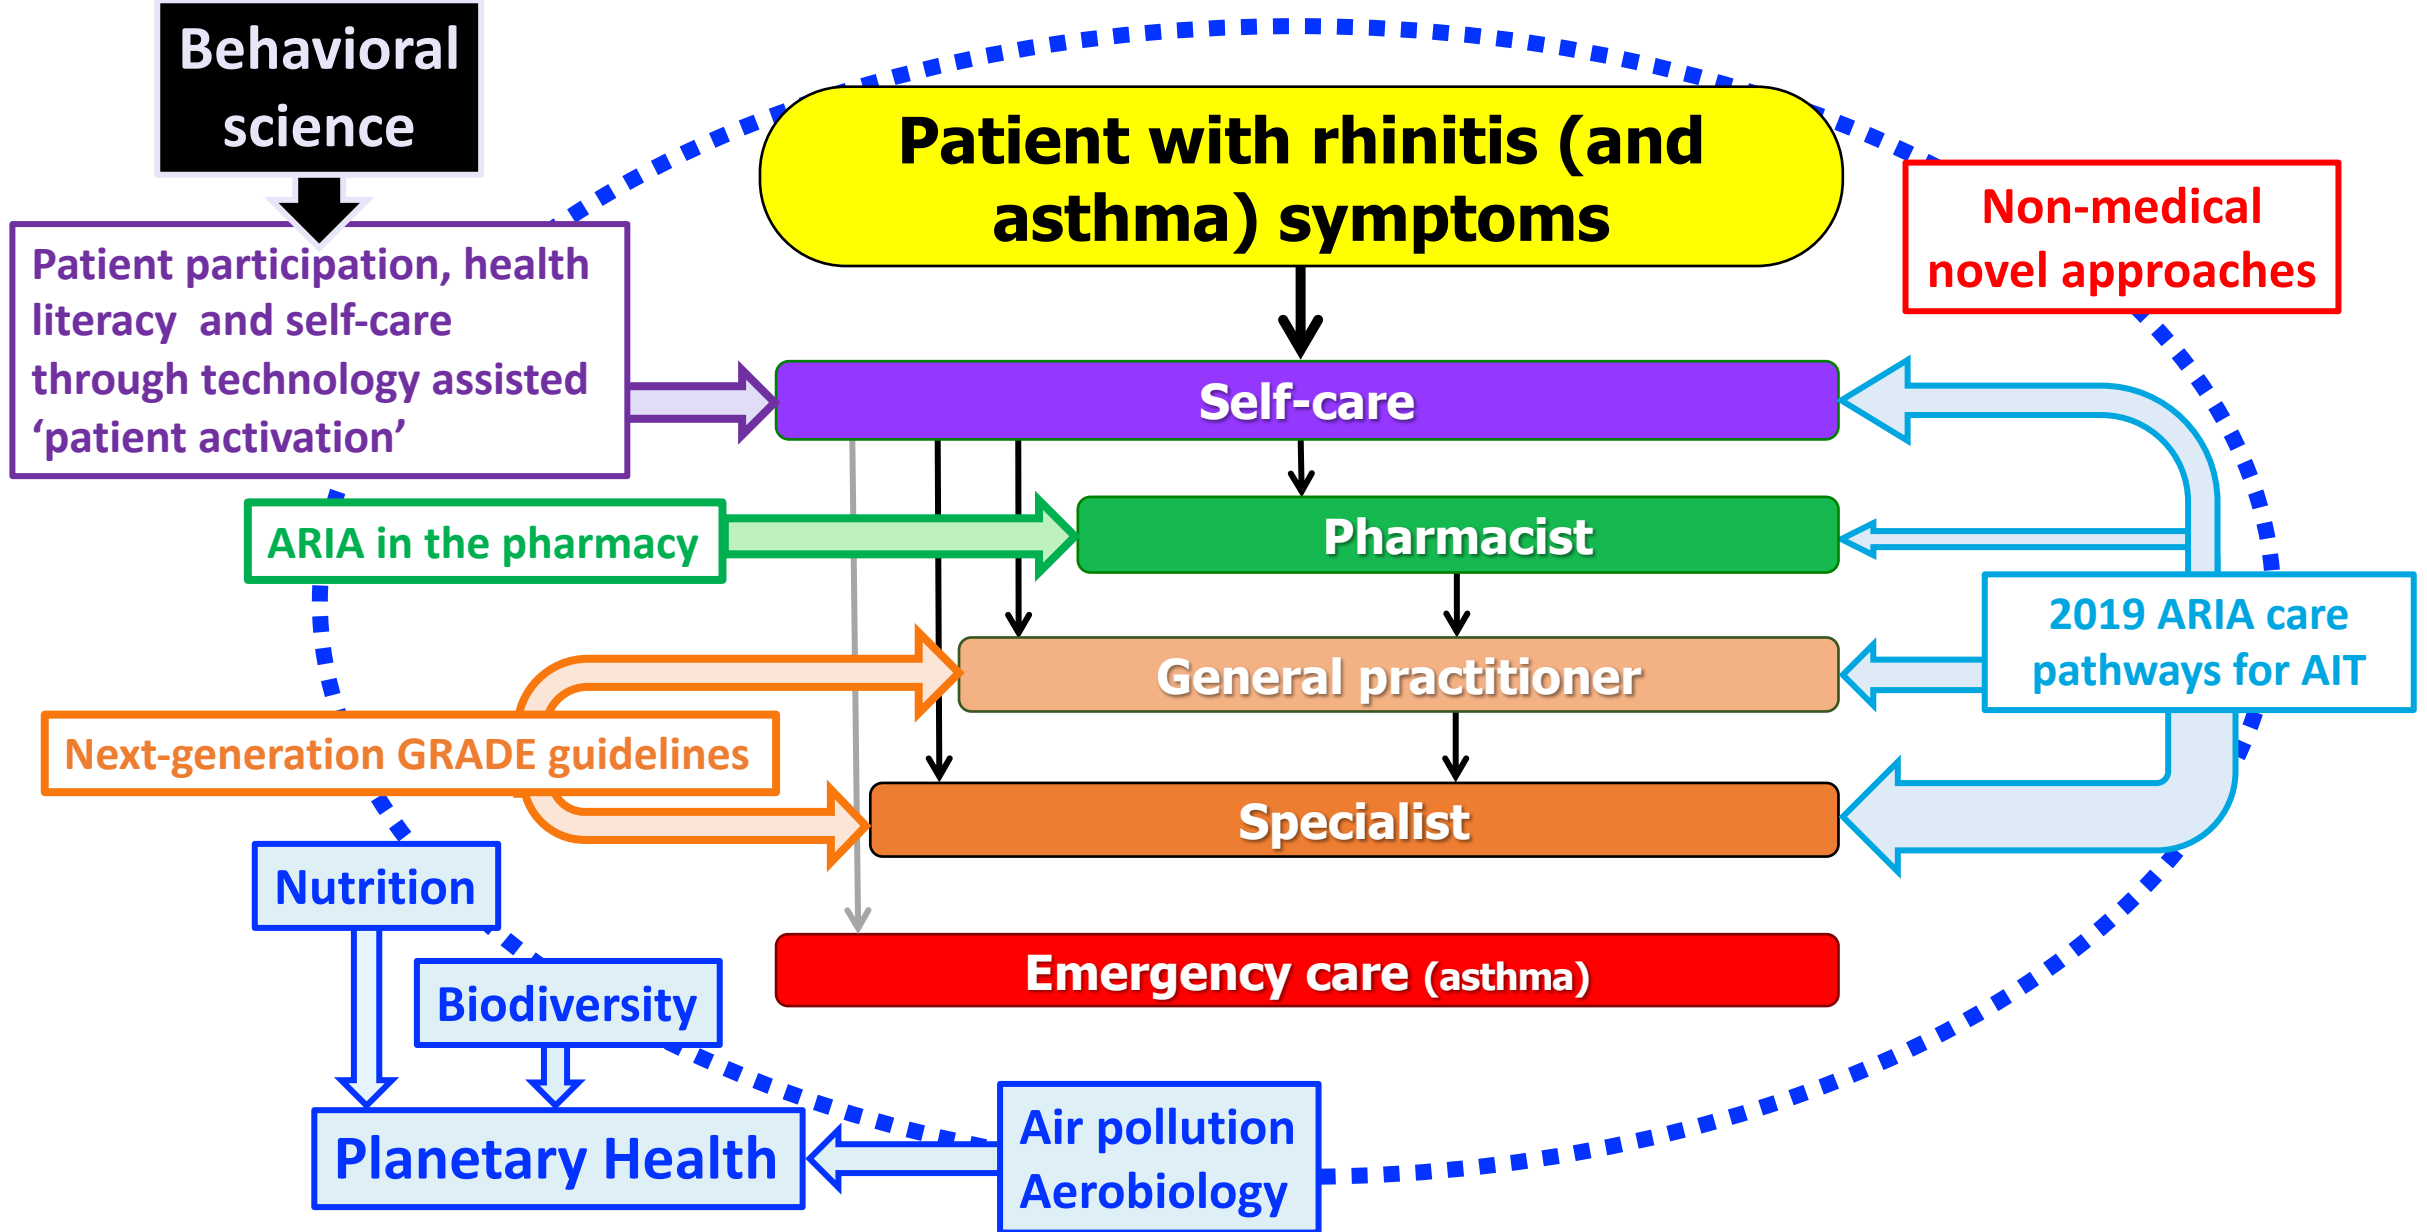 Behavioral
science
Patient with rhinitis (and
asthma) symptoms
Non-medical
novel approaches
Patient participation, health
literacy and self-care
through technology assisted
‘patient activation’
Self-care
ARIA in the pharmacy
Pharmacist
2019 ARIA care
pathways for AIT
General practitioner
Next-generation GRADE guidelines
Specialist
Nutrition
Emergency care (asthma)
Biodiversity
Planetary Health
Air pollution
Aerobiology